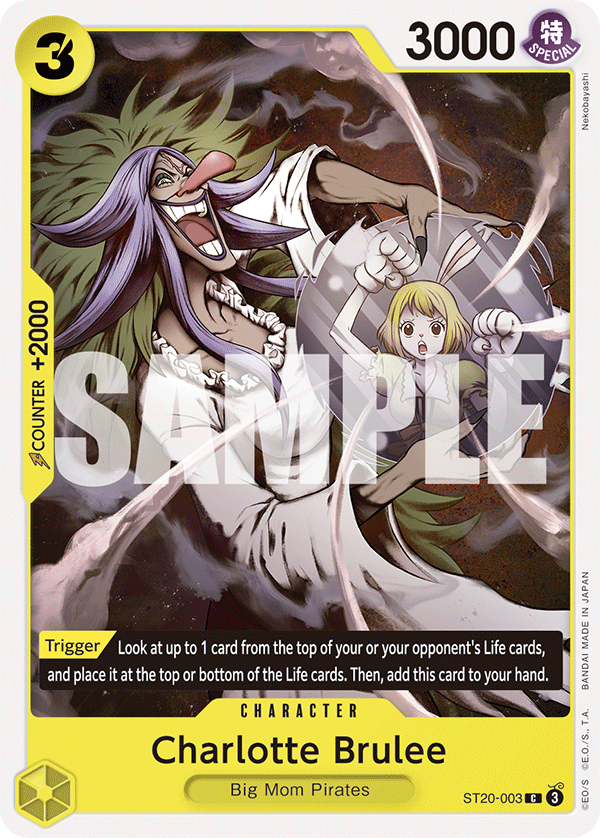 3
3000
特
SPECIAL
Nekobayashi
COUNTER +2000
SAMPLE
Trigger Look at up to 1 card from the top of your or your opponent's Life cards,
and place it at the top or bottom of the Life cards. Then, add this card to your hand.
CHARACTER
Charlotte Brulee
Big Mom Pirates
ST20-003 C 3
©EO/S ©E.O./S., T.A. BANDAI MADE IN JAPAN